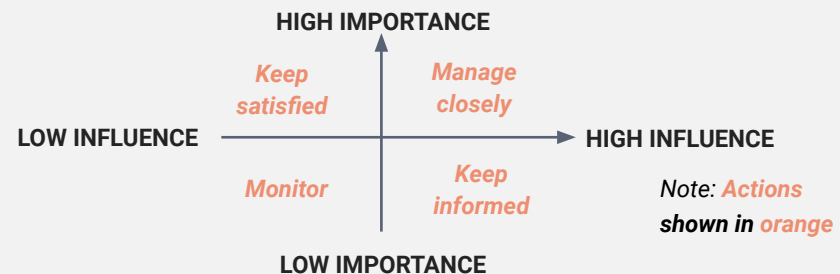 HIGH IMPORTANCE
Keep
satisfied
Manage
closely
LOW INFLUENCE
HIGH INFLUENCE
Monitor
Keep
informed
Note: Actions
shown in orange
LOW IMPORTANCE